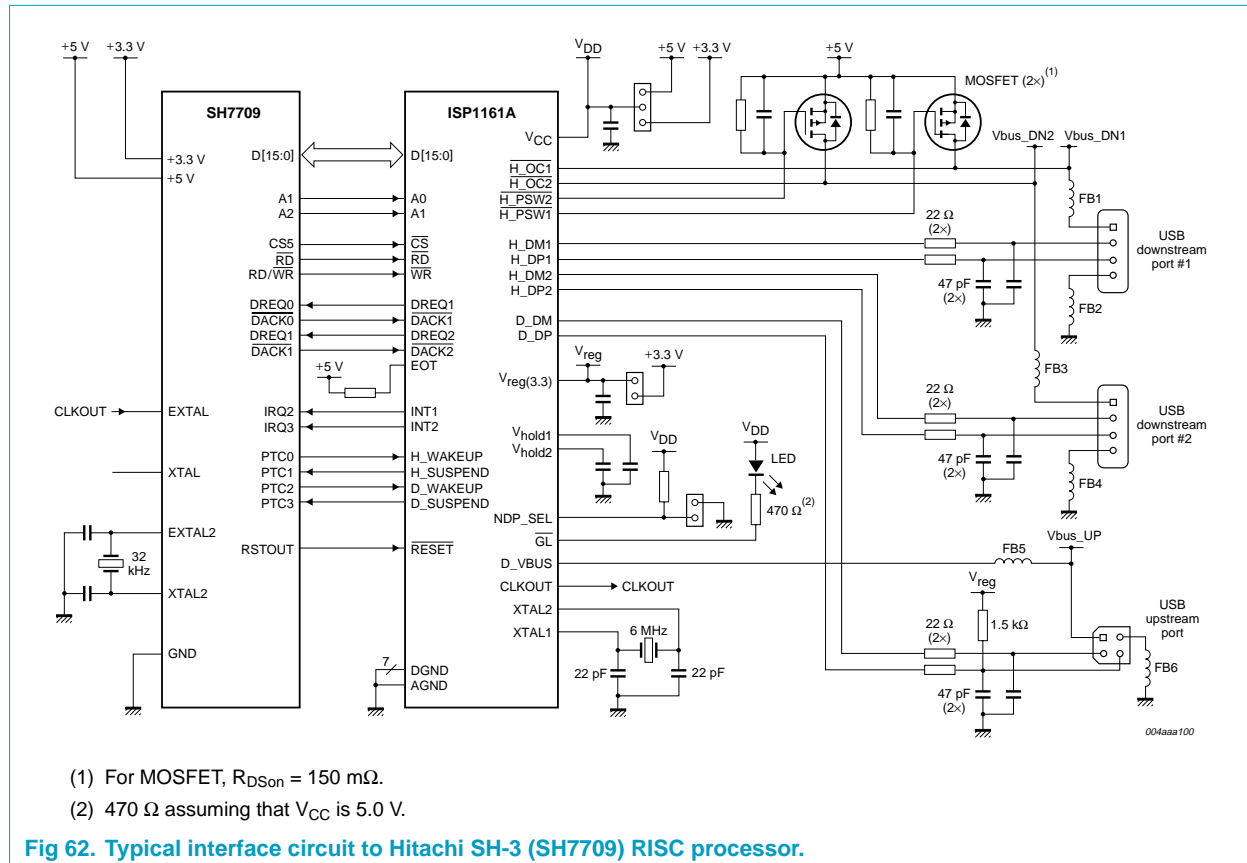 +5 V
+3.3 V
SH7709
+3.3 V
+5 V
D[15:0]
A1
A2
CS5
RD
RD/WR
DREQ0
DACK0
DREQ1
DACK1
CLKOUT
EXTAL
IRQ2
IRQ3
XTAL
PTC0
PTC1
PTC2
PTC3
EXTAL2
32
kHz
RSTOUT
XTAL2
GND
ISP1161A
D[15:0]
A0
A1
CS
RD
WR
DREQ1
DACK1
DREQ2
DACK2
EOT
+5 V
INT1
INT2
H_WAKEUP
H_SUSPEND
D_WAKEUP
D_SUSPEND
RESET
7
DGND
AGND
VCC
H_OC1
H_OC2
H_PSW2
H_PSW1
H_DM1
H_DP1
H_DM2
H_DP2
D_DM
D_DP
Vreg(3.3)
Vhold1
Vhold2
NDP_SEL
GL
D_VBUS
CLKOUT
XTAL2
XTAL1
VDD
+5 V
+3.3 V
+5 V
MOSFET (2×)(1)
Vbus_DN2
Vbus_DN1
FB1
22 Ω
(2×)
47 pF
(2×)
FB2
USB
downstream
port #1
Vreg
+3.3 V
FB3
22 Ω
(2×)
47 pF
(2×)
FB4
USB
downstream
port #2
VDD
VDD
LED
470 Ω(2)
CLKOUT
6 MHz
22 pF
22 pF
FB5
Vbus_UP
Vreg
1.5 kΩ
22 Ω
(2×)
47 pF
(2×)
USB
upstream
port
FB6
004aaa100
(1) For MOSFET, RDSon = 150 mΩ.
(2) 470 Ω assuming that VCC is 5.0 V.
Fig 62. Typical interface circuit to Hitachi SH-3 (SH7709) RISC processor.